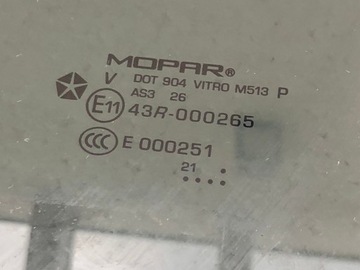 MOPAR®
V DOT 904 VITRO M513 P
AS3 26
E11 43R-000265
CCC E 000251
21